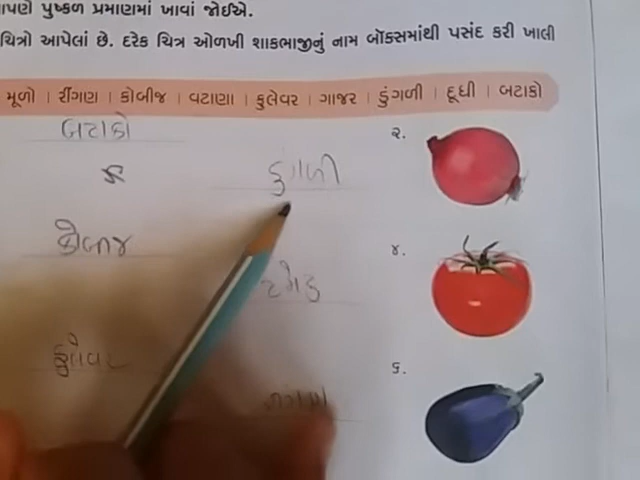 આપણે પુષ્કળ પ્રમાણમાં ખાવાં જોઈએ.
ચિત્રો આપેલાં છે. દરેક ચિત્ર ઓળખી શાકભાજીનું નામ બૉક્સમાંથી પસંદ કરી ખાલી
મૂળો | રીંગણ | કોબીજ | વટાણા | ફુલેવર | ગાજર | ડુંગળી | દૂધી | બટાકો
બટાકો
૨.
ડુગળી
કોબીજ
૪.
ટમેટુ
ફુલેવર
૬.